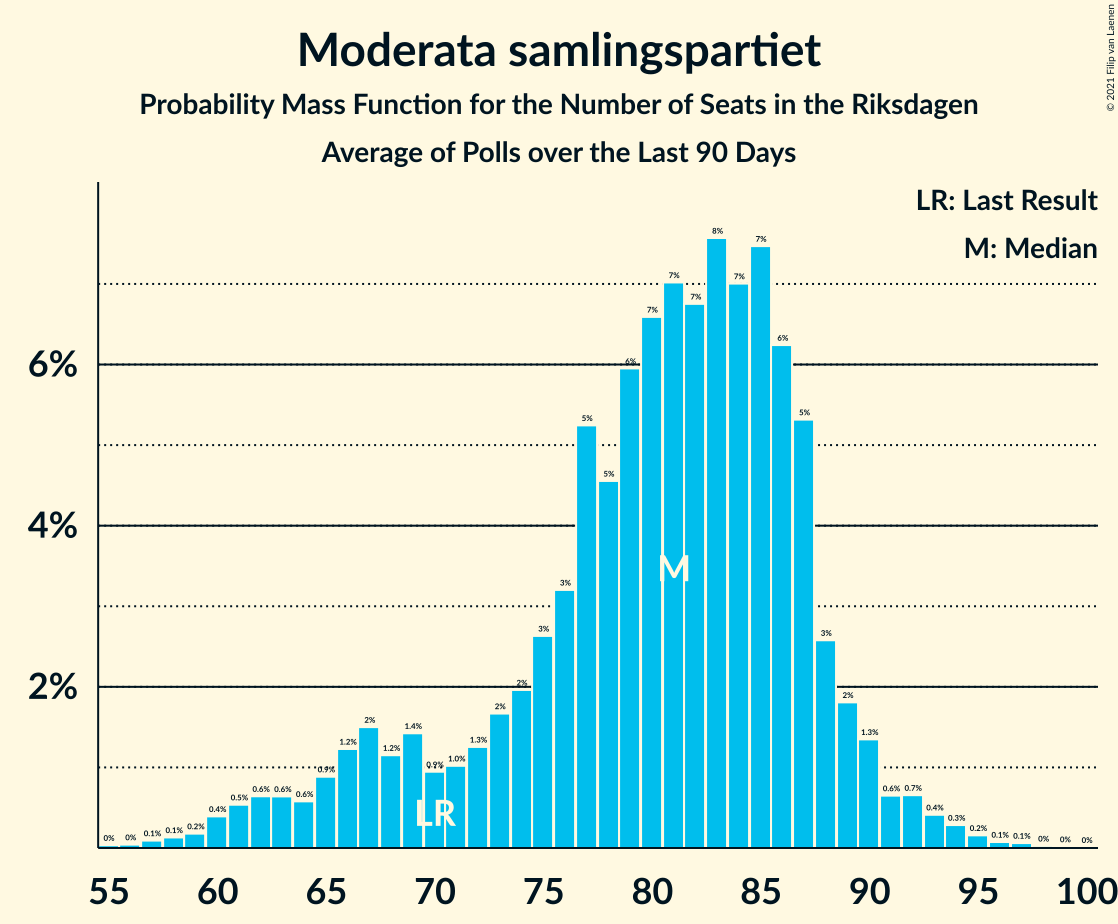 © 2021 Filip van Laenen
Moderata samlingspartiet
Probability Mass Function for the Number of Seats in the Riksdagen
Average of Polls over the Last 90 Days
LR: Last Result
M: Median
6%
4%
2%
0% 0% 0.1% 0.1% 0.2% 0.4% 0.5% 0.6% 0.6% 0.6% 0.9% 1.2% 2% 1.2% 1.4% 0.9% 1.0% 1.3% 2% 2% 3% 3% 5% 5% 6% 7% 7% 7% 8% 7% 7% 6% 5% 3% 2% 1.3% 0.6% 0.7% 0.4% 0.3% 0.2% 0.1% 0.1% 0% 0% 0%
M
LR
55 60 65 70 75 80 85 90 95 100